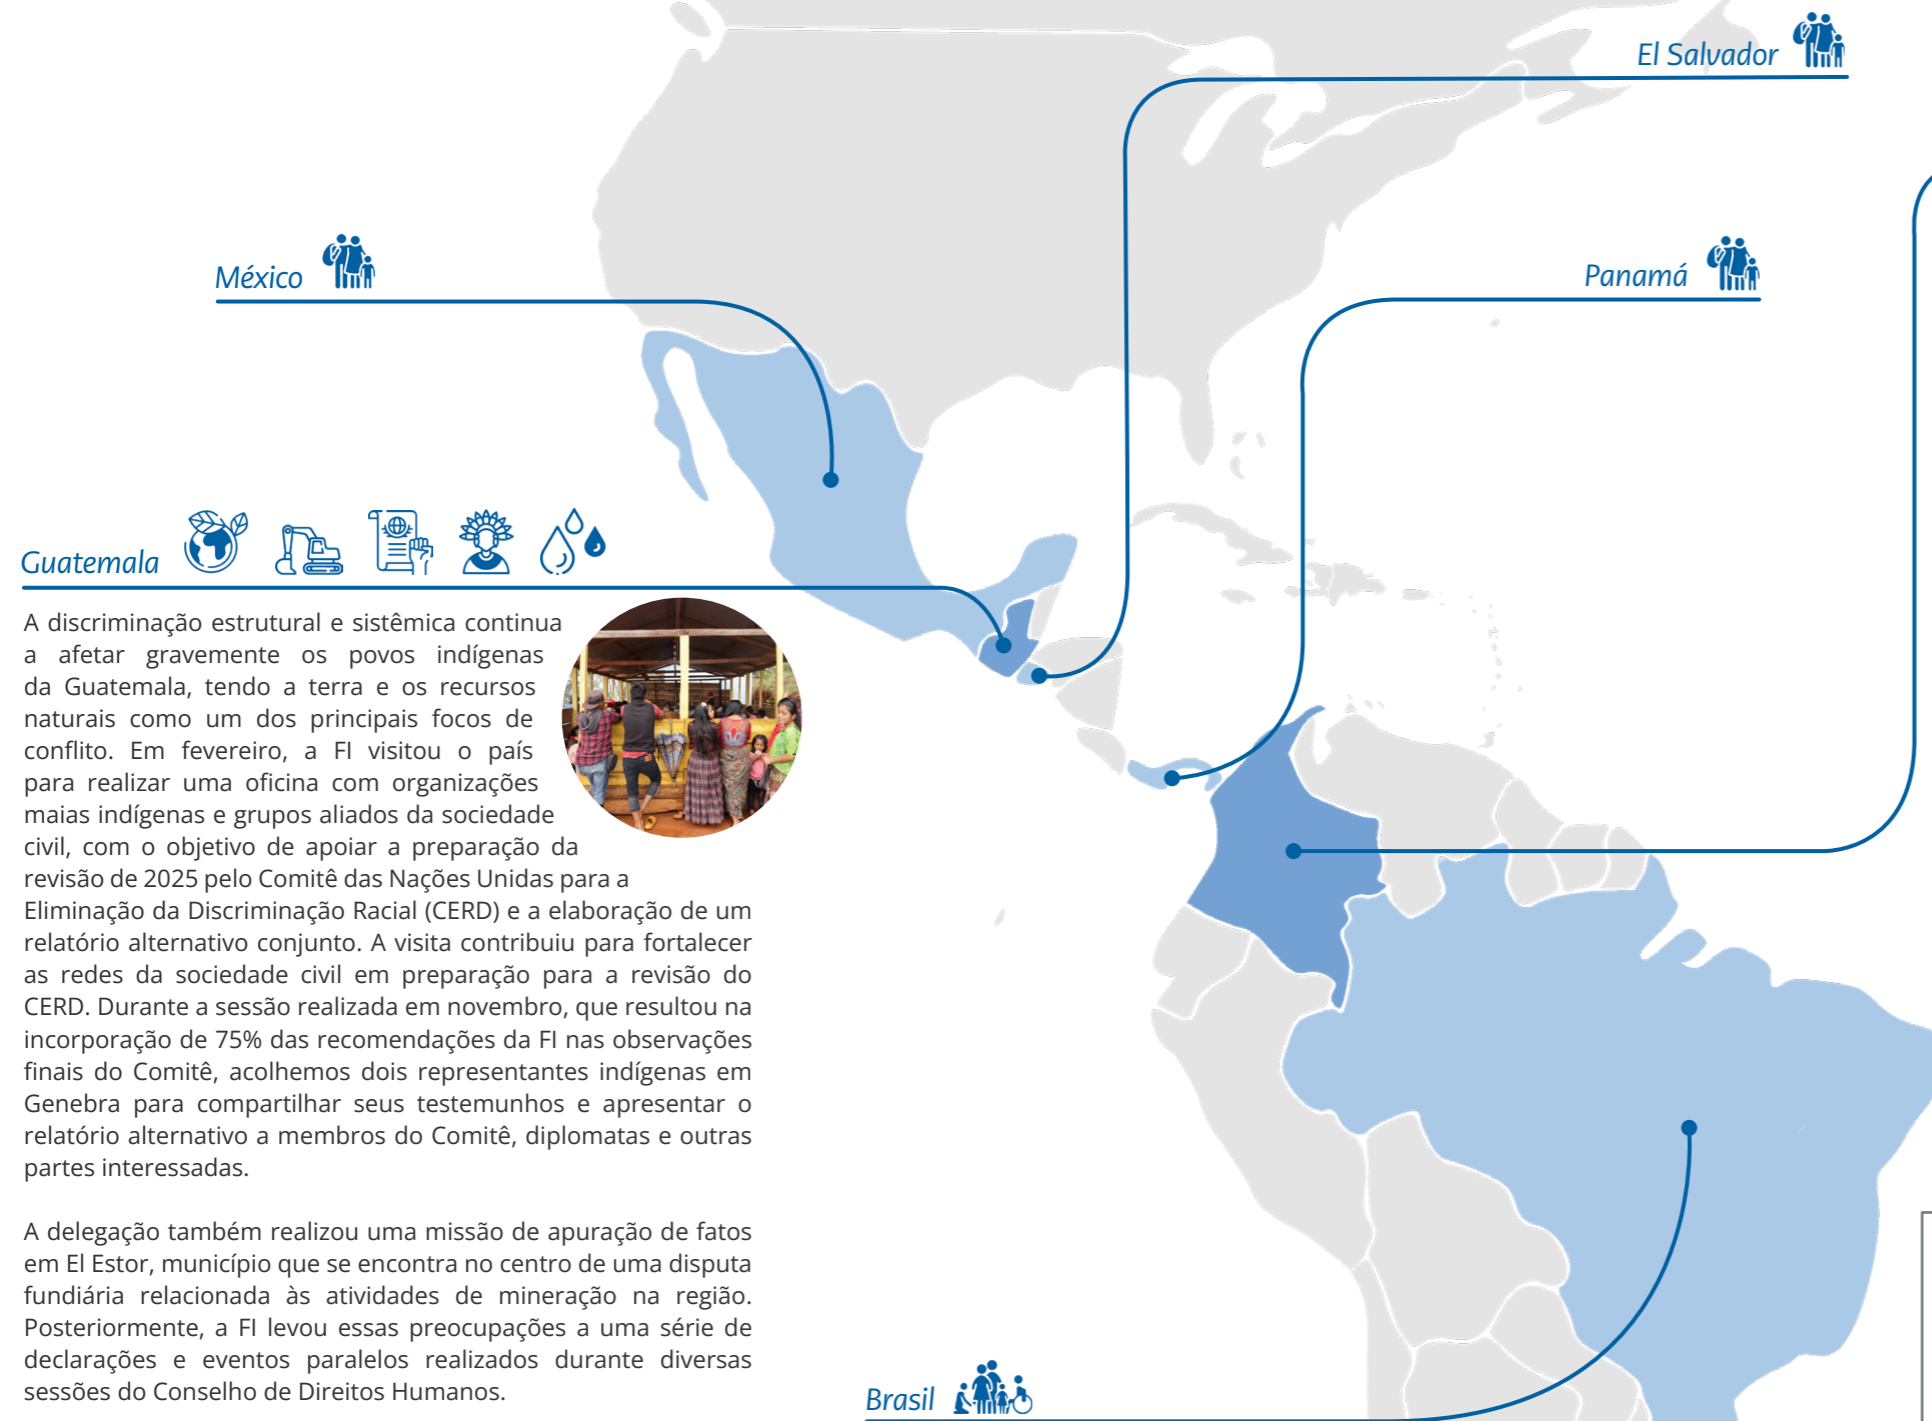 El Salvador
México
Panamá
Guatemala
A discriminação estrutural e sistêmica continua
a afetar gravemente os povos indígenas
da Guatemala, tendo a terra e os recursos
naturais como um dos principais focos de
conflito. Em fevereiro, a FI visitou o país
para realizar uma oficina com organizações
maias indígenas e grupos aliados da sociedade
civil, com o objetivo de apoiar a preparação da
revisão de 2025 pelo Comitê das Nações Unidas para a
Eliminação da Discriminação Racial (CERD) e a elaboração de um
relatório alternativo conjunto. A visita contribuiu para fortalecer
as redes da sociedade civil em preparação para a revisão do
CERD. Durante a sessão realizada em novembro, que resultou na
incorporação de 75% das recomendações da FI nas observações
finais do Comitê, acolhemos dois representantes indígenas em
Genebra para compartilhar seus testemunhos e apresentar o
relatório alternativo a membros do Comitê, diplomatas e outras
partes interessadas.
A delegação também realizou uma missão de apuração de fatos
em El Estor, município que se encontra no centro de uma disputa
fundiária relacionada às atividades de mineração na região.
Posteriormente, a FI levou essas preocupações a uma série de
declarações e eventos paralelos realizados durante diversas
sessões do Conselho de Direitos Humanos.
Brasil